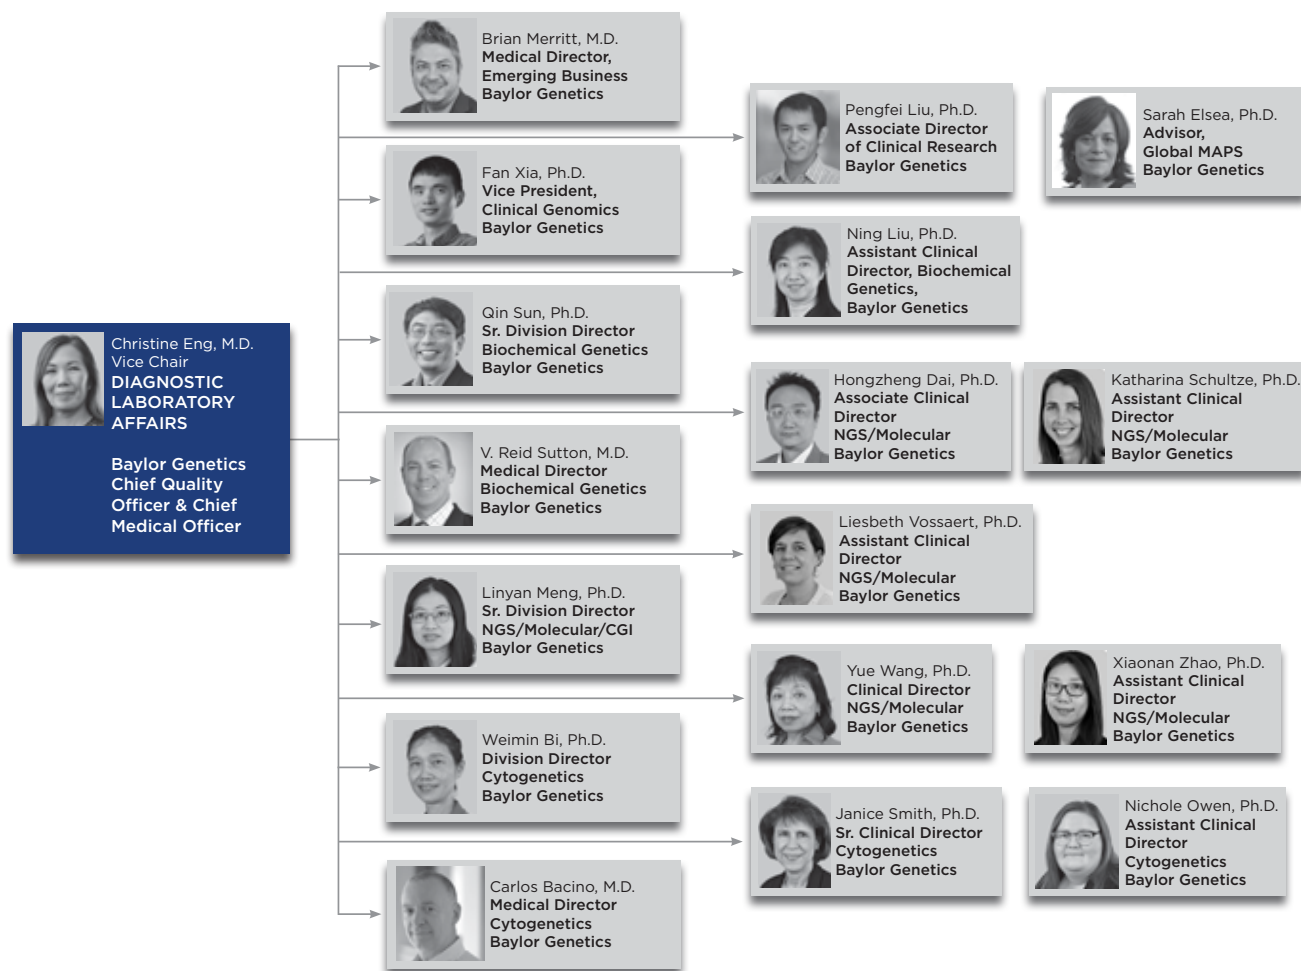 Christine Eng, M.D.
Vice Chair
DIAGNOSTIC
LABORATORY
AFFAIRS
Baylor Genetics
Chief Quality
Officer & Chief
Medical Officer
Brian Merritt, M.D.
Medical Director,
Emerging Business
Baylor Genetics
Fan Xia, Ph.D.
Vice President,
Clinical Genomics
Baylor Genetics
Qin Sun, Ph.D.
Sr. Division Director
Biochemical Genetics
Baylor Genetics
V. Reid Sutton, M.D.
Medical Director
Biochemical Genetics
Baylor Genetics
Linyan Meng, Ph.D.
Sr. Division Director
NGS/Molecular/CGI
Baylor Genetics
Weimin Bi, Ph.D.
Division Director
Cytogenetics
Baylor Genetics
Carlos Bacino, M.D.
Medical Director
Cytogenetics
Baylor Genetics
Pengfei Liu, Ph.D.
Associate Director
of Clinical Research
Baylor Genetics
Sarah Elsea, Ph.D.
Advisor,
Global MAPS
Baylor Genetics
Ning Liu, Ph.D.
Assistant Clinical
Director, Biochemical
Genetics,
Baylor Genetics
Hongzheng Dai, Ph.D.
Associate Clinical
Director
NGS/Molecular
Baylor Genetics
Katharina Schultze, Ph.D.
Assistant Clinical
Director
NGS/Molecular
Baylor Genetics
Liesbeth Vossaert, Ph.D.
Assistant Clinical
Director
NGS/Molecular
Baylor Genetics
Yue Wang, Ph.D.
Clinical Director
NGS/Molecular
Baylor Genetics
Xiaonan Zhao, Ph.D.
Assistant Clinical
Director
NGS/Molecular
Baylor Genetics
Janice Smith, Ph.D.
Sr. Clinical Director
Cytogenetics
Baylor Genetics
Nichole Owen, Ph.D.
Assistant Clinical
Director
Cytogenetics
Baylor Genetics